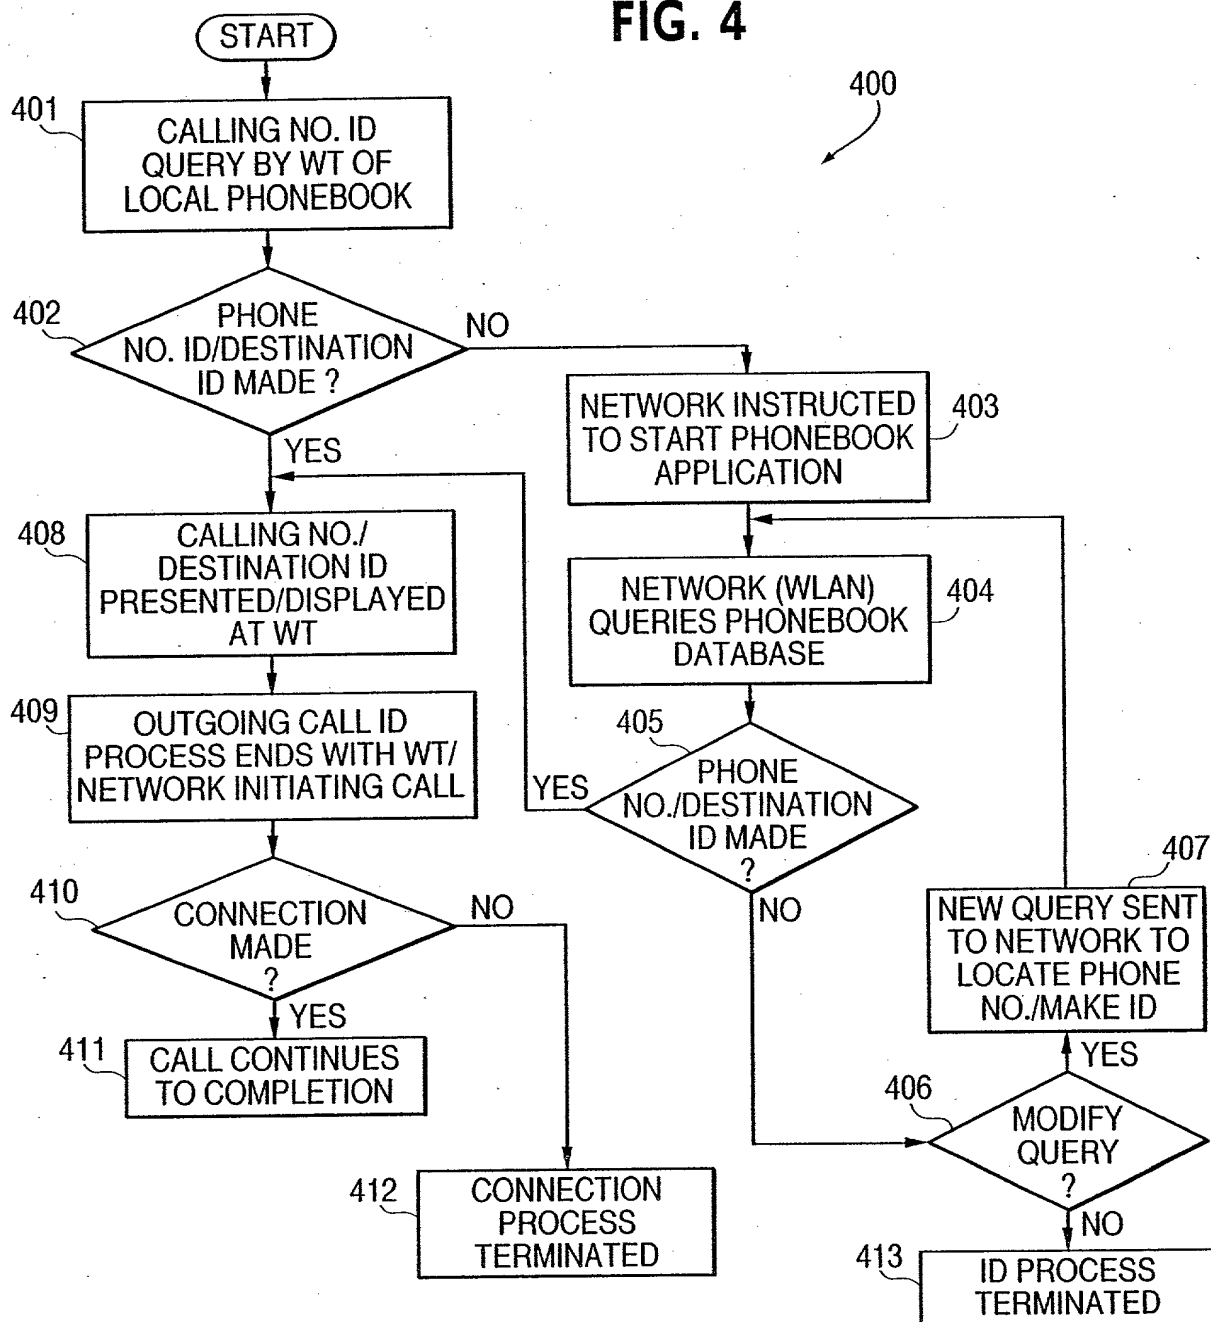 FIG. 4
START
400
401
CALLING NO. ID
QUERY BY WT OF
LOCAL PHONEBOOK
402
PHONE
NO. ID/DESTINATION
ID MADE ?
NO
YES
403
NETWORK INSTRUCTED
TO START PHONEBOOK
APPLICATION
408
CALLING NO./
DESTINATION ID
PRESENTED/DISPLAYED
AT WT
404
NETWORK (WLAN)
QUERIES PHONEBOOK
DATABASE
409
OUTGOING CALL ID
PROCESS ENDS WITH WT/
NETWORK INITIATING CALL
405
PHONE
NO./DESTINATION
ID MADE
?
YES
NO
407
NEW QUERY SENT
TO NETWORK TO
LOCATE PHONE
NO./MAKE ID
410
CONNECTION
MADE
?
NO
YES
411
CALL CONTINUES
TO COMPLETION
YES
406
MODIFY
QUERY
?
NO
412
CONNECTION
PROCESS
TERMINATED
413
ID PROCESS
TERMINATED